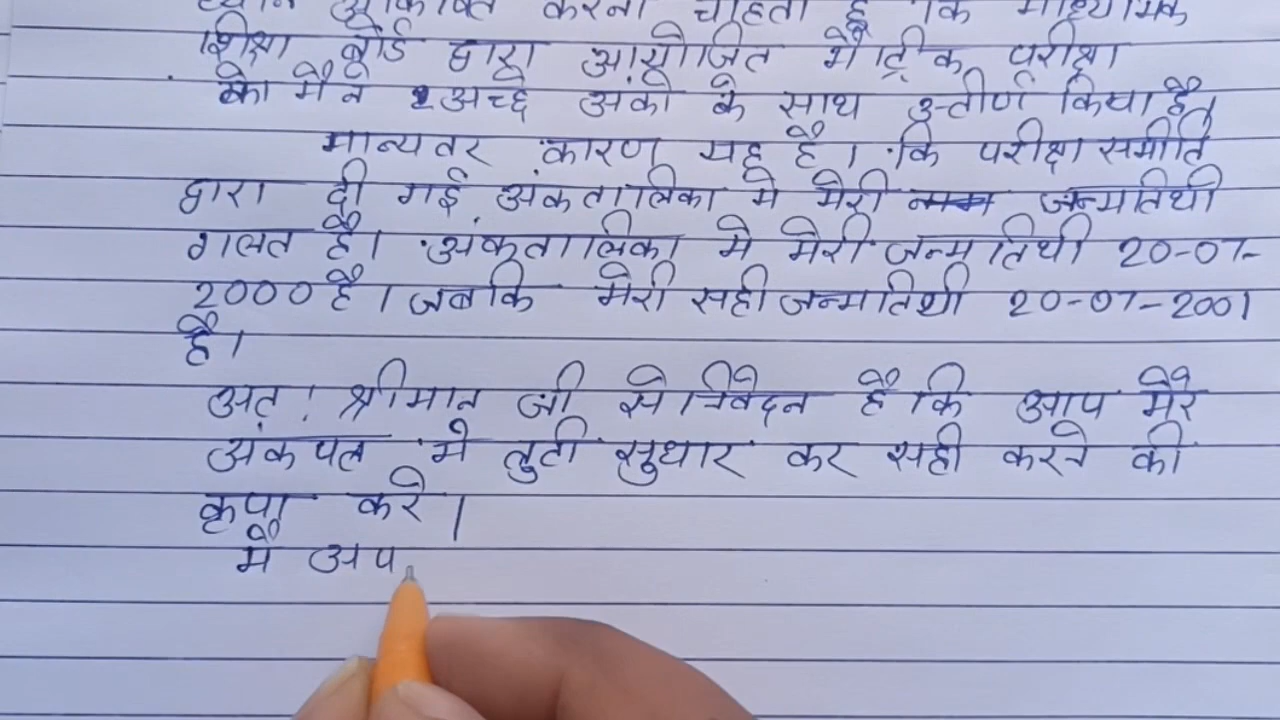 ध्यान आकर्षित करना चाहता हूँ कि माध्यमिक
शिक्षा बोर्ड द्वारा आयोजित मैट्रिक परीक्षा
को मैने अच्छे अंको के साथ उत्तीर्ण किया है।
मान्यवर कारण यह है। कि परीक्षा समीति
द्वारा दी गई अंकतालिका मे मेरी जन्मतिथी
गलत है। अंकतालिका मे मेरी जन्मतिथी 20-07-
2000 है। जबकि मेरी सही जन्मतिथी 20-07-2001
है।
अत! श्रीमान जी से निवेदन है कि आप मेरे
अंकपत्र मे त्रुटी सुधार कर सही करने की
कृपा करे।
मै अप